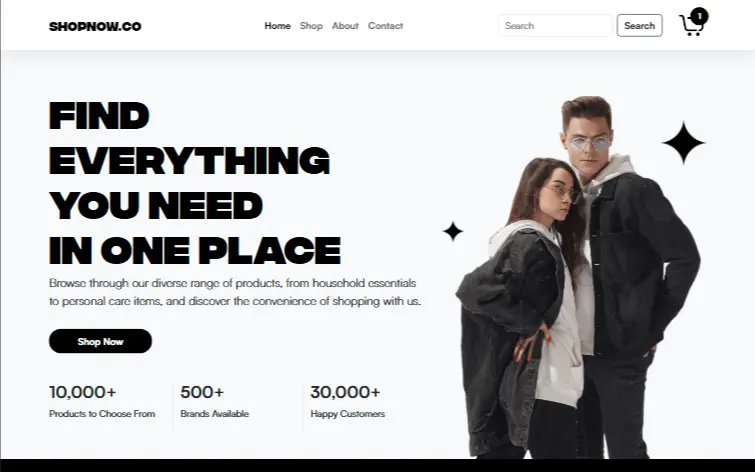 SHOPNOW.CO
Home Shop About Contact
Search
Search
1
FIND
EVERYTHING
YOU NEED
IN ONE PLACE
Browse through our diverse range of products, from household essentials
to personal care items, and discover the convenience of shopping with us.
Shop Now
10,000+
Products to Choose From
500+
Brands Available
30,000+
Happy Customers